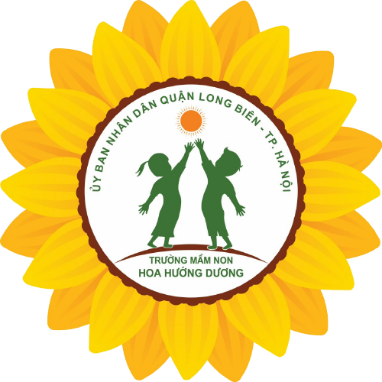 ỦY BAN NHÂN DÂN QUẬN LONG BIÊN - TP. HÀ NỘI
TRƯỜNG MẦM NON
HOA HƯỚNG DƯƠNG